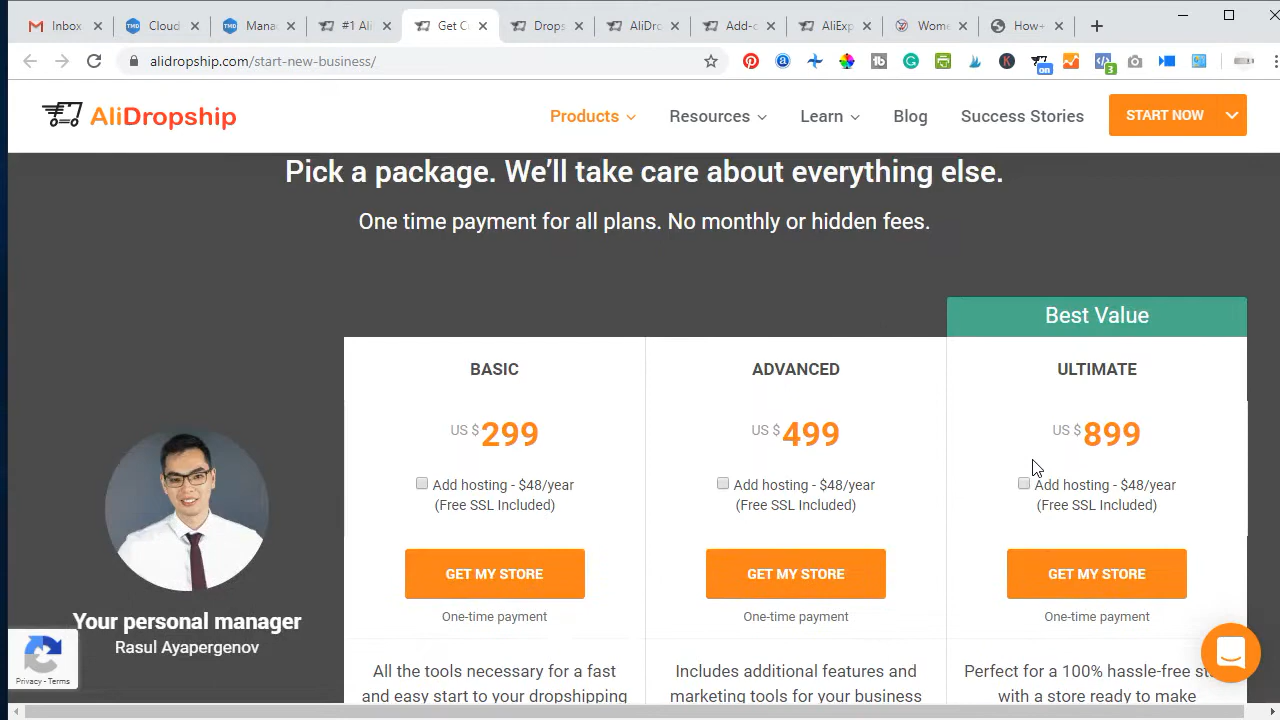 Inbox
Cloud
Mana
#1 Ali
Get C
Drops
AliDro
Add-c
AliExp
Wome
How+
alidropship.com/start-new-business/
on
3
AliDropship
Products
Resources
Learn
Blog
Success Stories
START NOW
Pick a package. We'll take care about everything else.
One time payment for all plans. No monthly or hidden fees.
Best Value
BASIC
ADVANCED
ULTIMATE
US $299
US $499
US $899
Add hosting - $48/year
(Free SSL Included)
Add hosting - $48/year
(Free SSL Included)
Add hosting - $48/year
(Free SSL Included)
GET MY STORE
GET MY STORE
GET MY STORE
One-time payment
One-time payment
One-time payment
Your personal manager
Rasul Ayapergenov
Privacy - Terms
All the tools necessary for a fast
and easy start to your dropshipping
Includes additional features and
marketing tools for your business
Perfect for a 100% hassle-free st
with a store ready to make